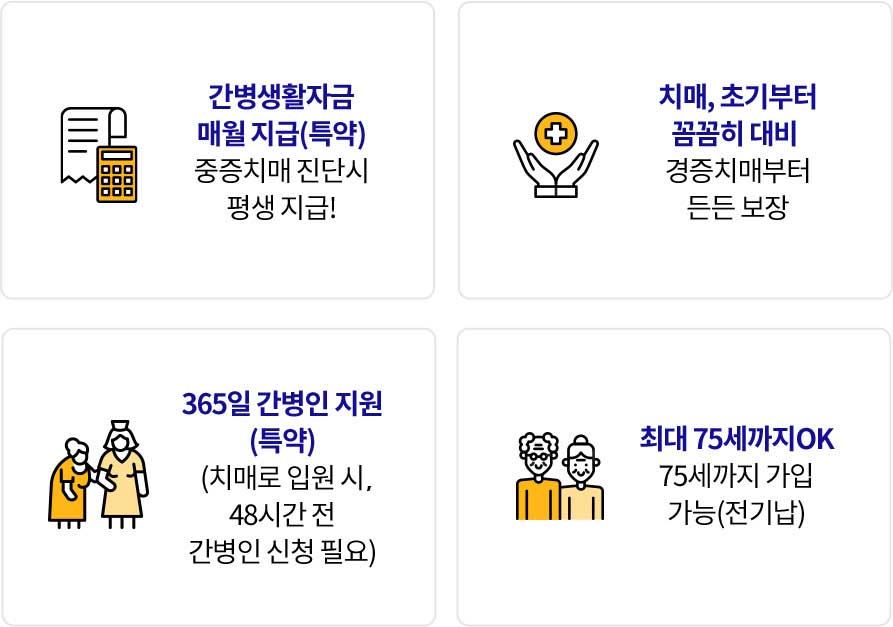 간병생활자금
매월 지급(특약)
중증치매 진단시
평생 지급!
치매, 초기부터
꼼꼼히 대비
경증치매부터
든든 보장
365일 간병인 지원
(특약)
(치매로 입원 시,
48시간 전
간병인 신청 필요)
최대 75세까지OK
75세까지 가입
가능(전기납)